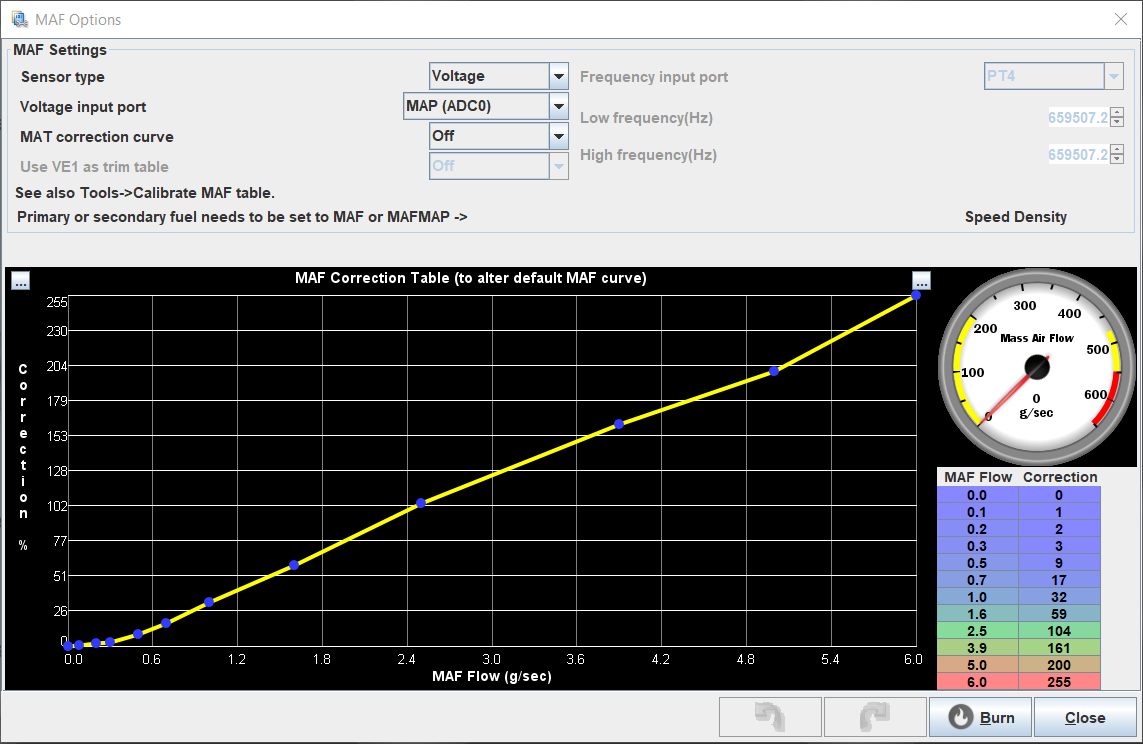 MAF Options
MAF Settings
Sensor type Voltage Frequency input port PT4
Voltage input port MAP (ADC0)
Low frequency(Hz) 659507.2
MAT correction curve Off
High frequency(Hz) 659507.2
Use VE1 as trim table Off
See also Tools->Calibrate MAF table.
Primary or secondary fuel needs to be set to MAF or MAFMAP -> Speed Density
... MAF Correction Table (to alter default MAF curve) ...
Correction %
255
230
204
179
153
128
102
77
51
26
0
0.0 0.6 1.2 1.8 2.4 3.0 3.6 4.2 4.8 5.4 6.0
MAF Flow (g/sec)
0 100 200 300 400 500 600
Mass Air Flow
0
g/sec
MAF Flow Correction
0.0 0
0.1 1
0.2 2
0.3 3
0.5 9
0.7 17
1.0 32
1.6 59
2.5 104
3.9 161
5.0 200
6.0 255
Burn Close